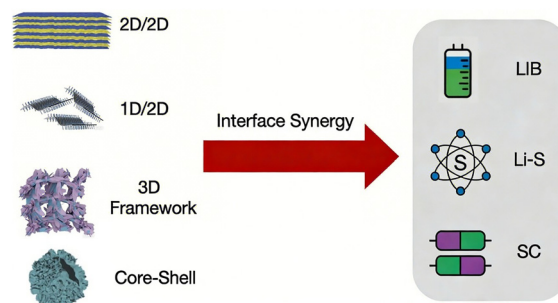 2D/2D
1D/2D
3D
Framework
Core-Shell
Interface Synergy
LIB
S
Li-S
SC